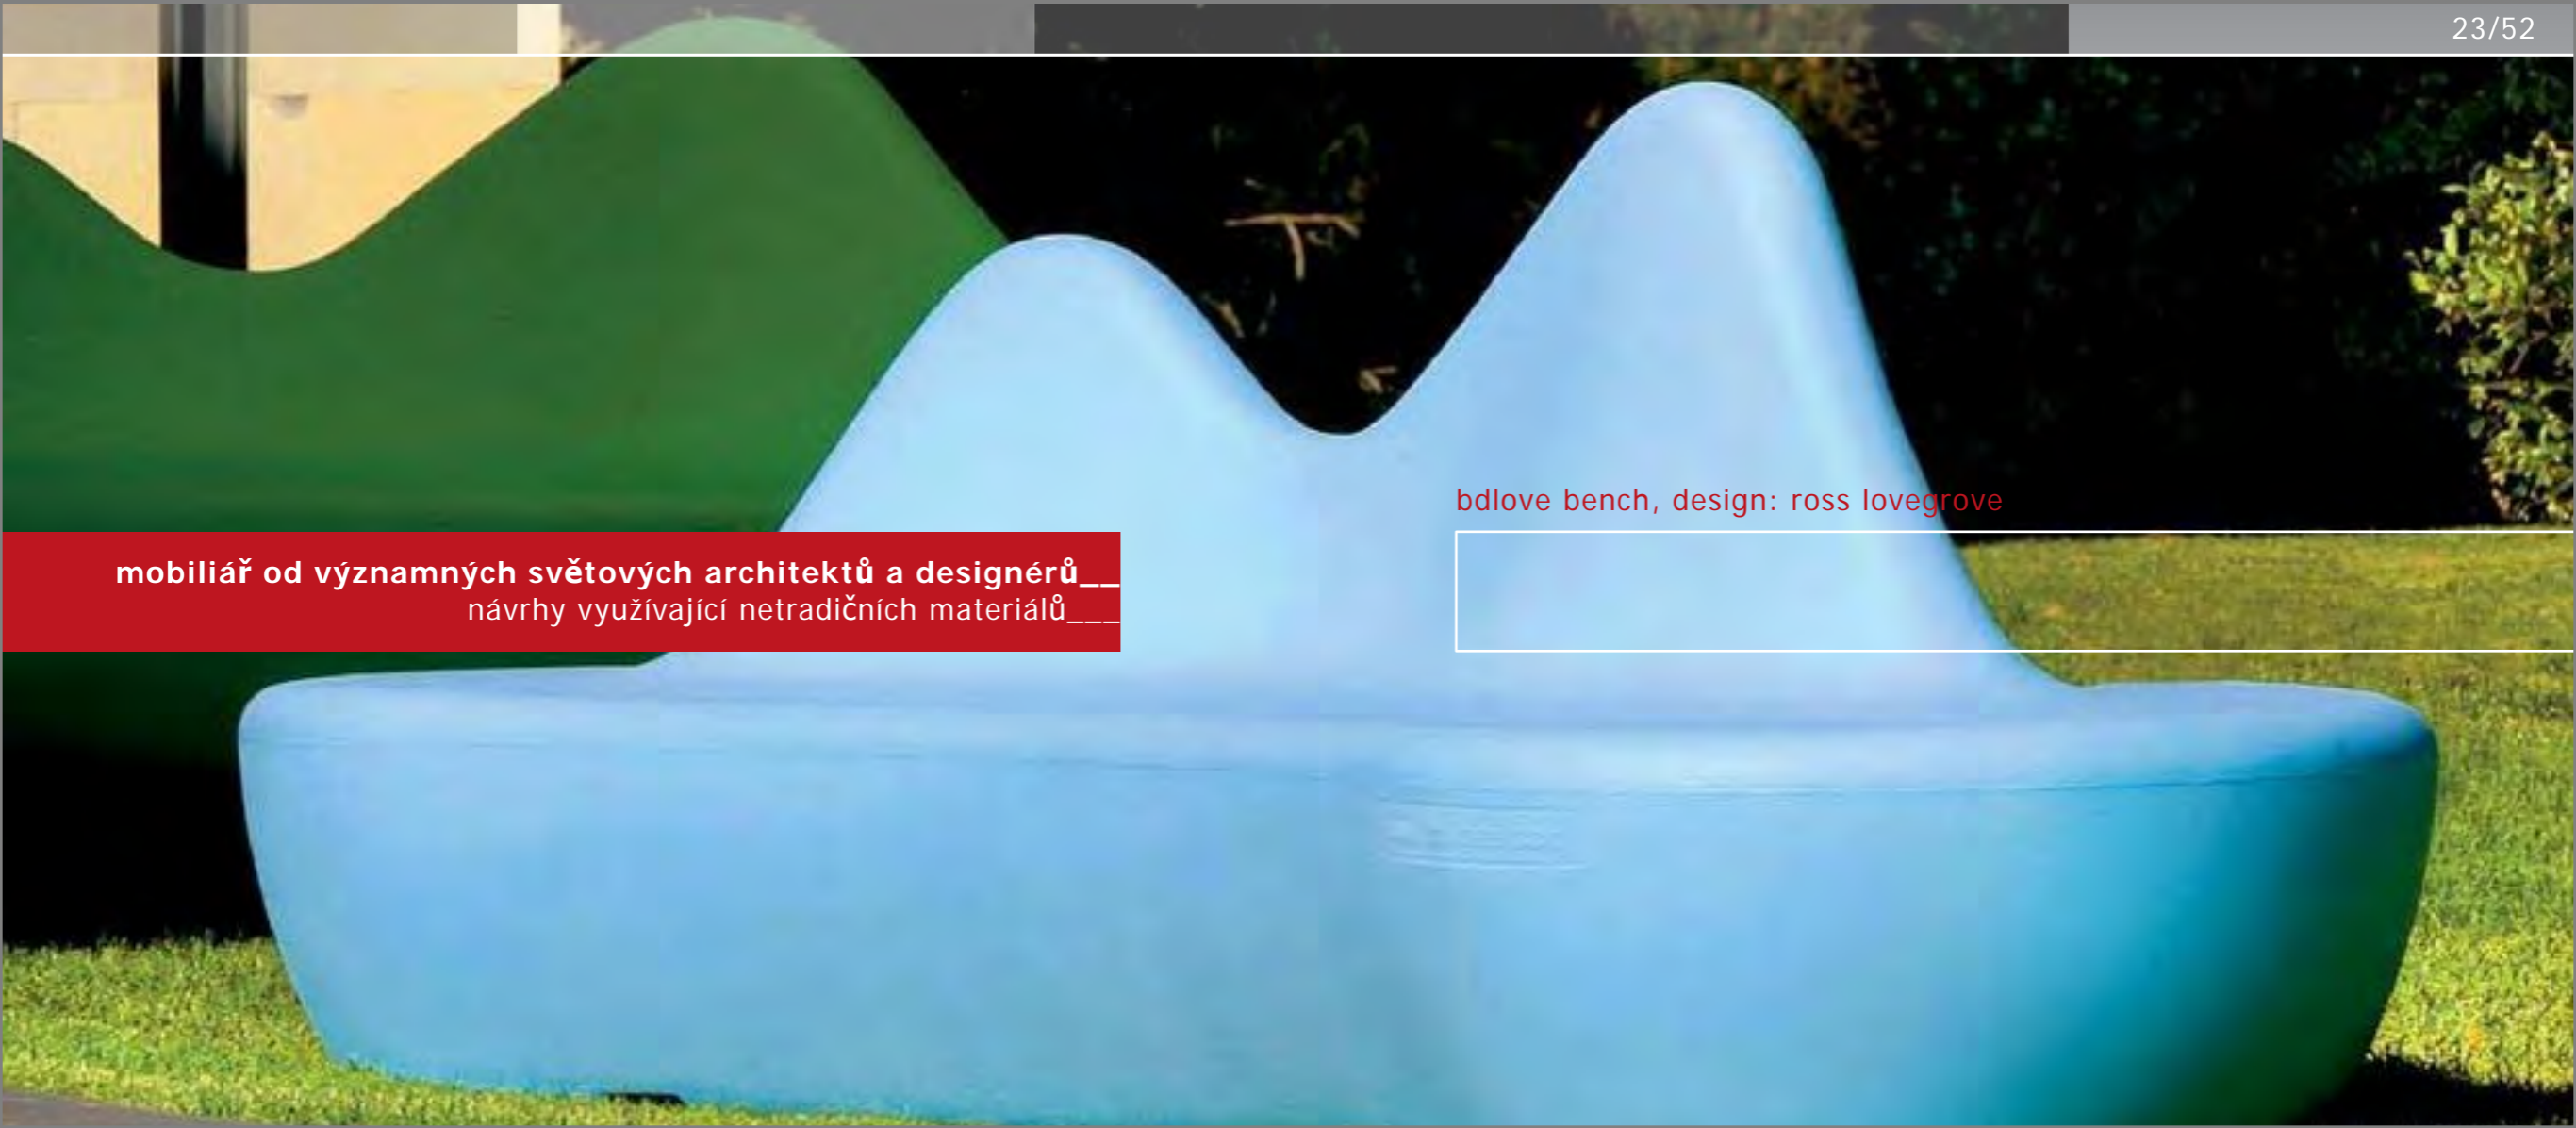 23/52
bdlove bench, design: ross lovegrove
mobiliář od významných světových architektů a designérů__
návrhy využívající netradičních materiálů___